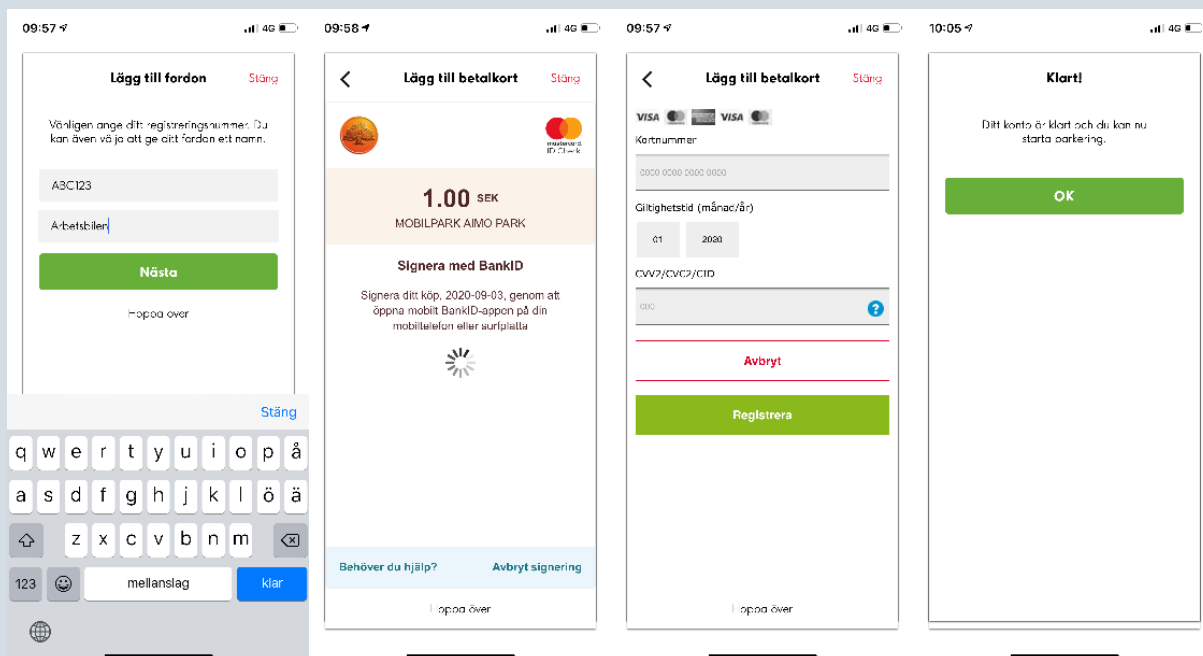 09:57
4G
Lägg till fordon
Stäng
Vänligen ange ditt registreringsnummer. Du
kan även välja att ge ditt fordon ett namn.
ABC123
Arbetsbilen
Nästa
Hoppa över
Stäng
q w e r t y u i o p å
a s d f g h j k l ö ä
z x c v b n m
123
mellanslag
klar
09:58
4G
Lägg till betalkort
Stäng
mastercard
ID Check
1.00 SEK
MOBILPARK AIMO PARK
Signera med BankID
Signera ditt köp, 2020-09-03, genom att
öppna mobilt BankID-appen på din
mobiltelefon eller surfplatta
Behöver du hjälp?
Avbryt signering
Hoppa över
09:57
4G
Lägg till betalkort
Stäng
VISA VISA
Kortnummer
0000 0000 0000 0000
Giltighetstid (månad/år)
01 2020
CVV2/CVC2/CID
000
?
Avbryt
Registrera
Hoppa över
10:05
4G
Klart!
Ditt konto är klart och du kan nu
starta parkering.
OK